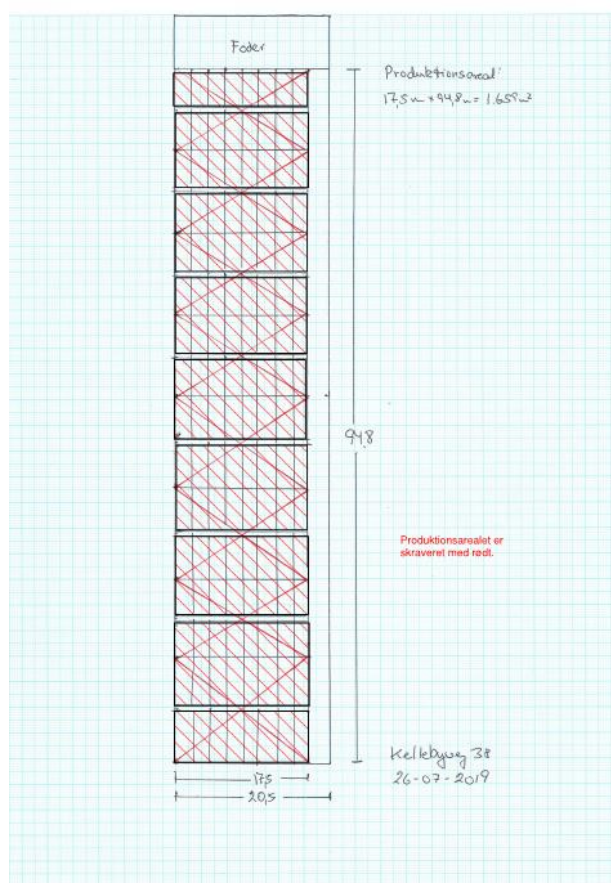 Foder
Produktionsareal:
17,5m * 94,8m = 1.659m²
94,8
Produktionsarealet er
skraveret med rødt.
Kellebyvej 38
26-07-2019
17,5
20,5